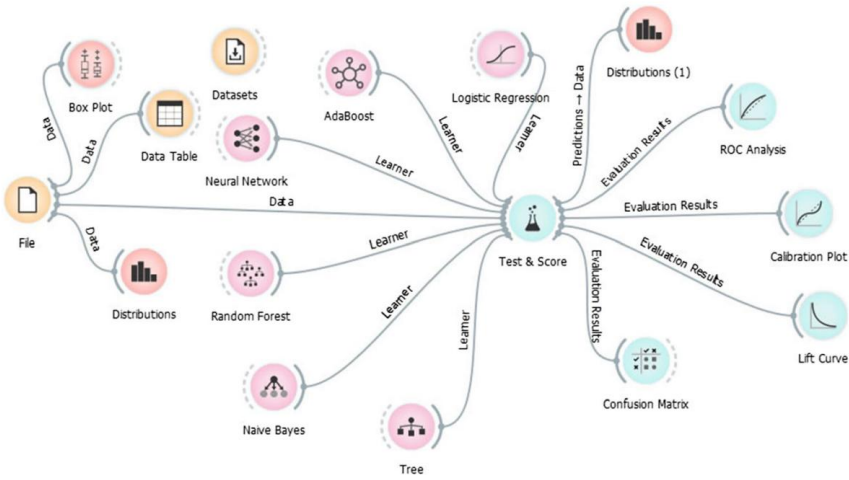 Box Plot
Data
Datasets
Data
Data Table
AdaBoost
Learner
Logistic Regression
Learner
Distributions (1)
Predictions → Data
ROC Analysis
Evaluation Results
Neural Network
Learner
File
Data
Data
Distributions
Test & Score
Evaluation Results
Calibration Plot
Evaluation Results
Lift Curve
Evaluation Results
Confusion Matrix
Random Forest
Learner
Naive Bayes
Learner
Tree
Learner